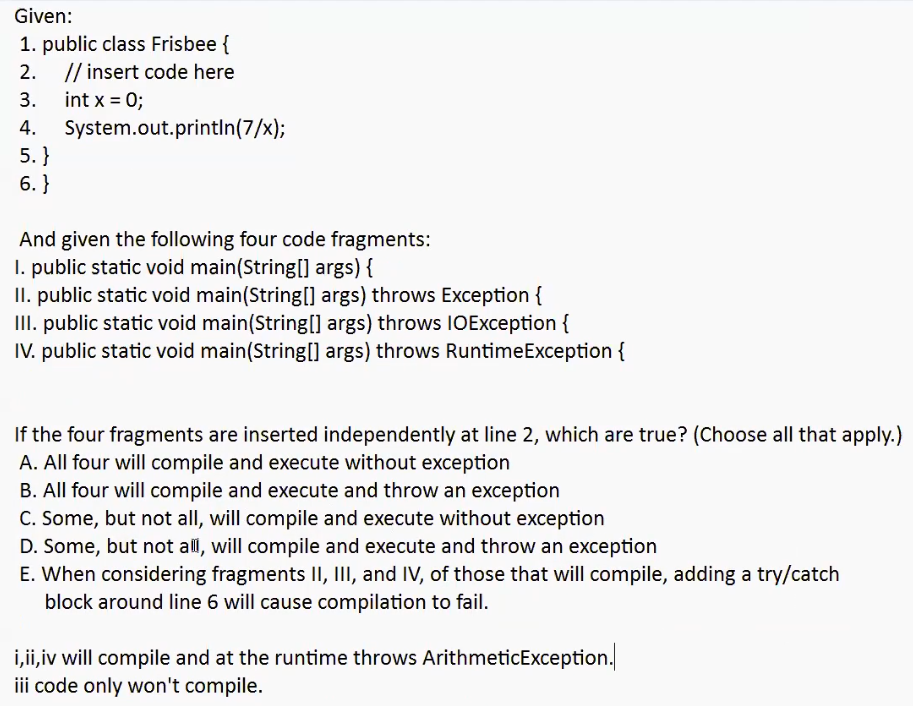 Given:
1. public class Frisbee {
2. // insert code here
3. int x = 0;
4. System.out.println(7/x);
5. }
6. }
And given the following four code fragments:
I. public static void main(String[] args) {
II. public static void main(String[] args) throws Exception {
III. public static void main(String[] args) throws IOException {
IV. public static void main(String[] args) throws RuntimeException {
If the four fragments are inserted independently at line 2, which are true? (Choose all that apply.)
A. All four will compile and execute without exception
B. All four will compile and execute and throw an exception
C. Some, but not all, will compile and execute without exception
D. Some, but not all, will compile and execute and throw an exception
E. When considering fragments II, III, and IV, of those that will compile, adding a try/catch
block around line 6 will cause compilation to fail.
i,ii,iv will compile and at the runtime throws ArithmeticException.
iii code only won't compile.